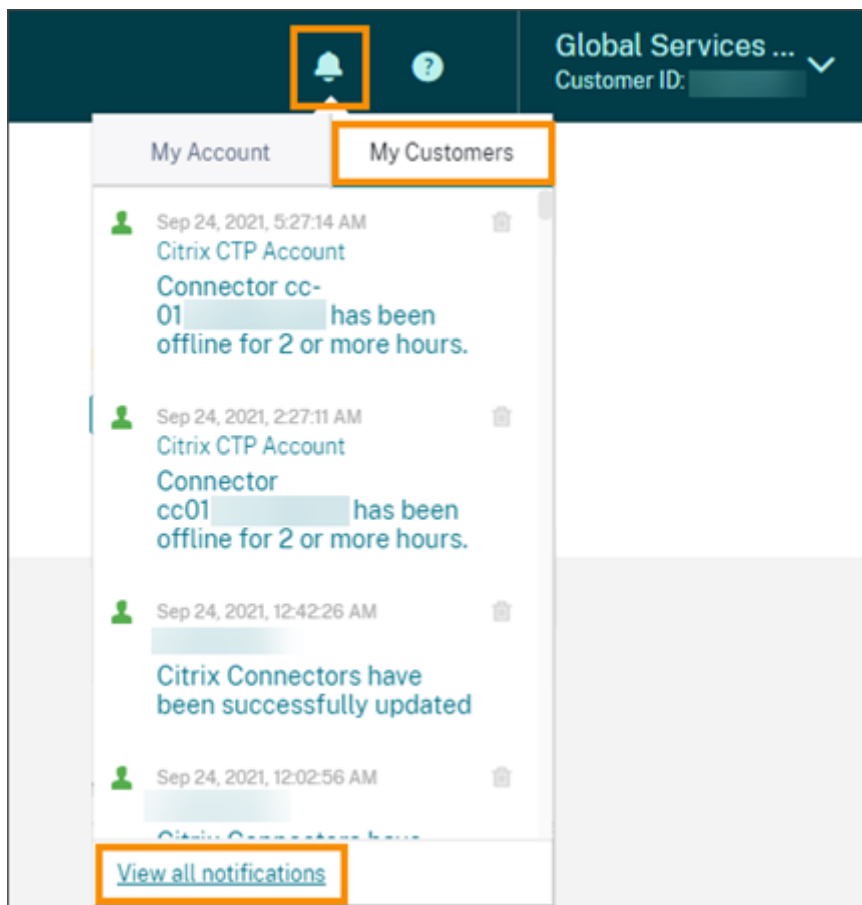 Global Services ...
Customer ID:
My Account
My Customers
Sep 24, 2021, 5:27:14 AM
Citrix CTP Account
Connector cc-
01 has been
offline for 2 or more hours.
Sep 24, 2021, 2:27:11 AM
Citrix CTP Account
Connector
cc01 has been
offline for 2 or more hours.
Sep 24, 2021, 12:42:26 AM
Citrix Connectors have
been successfully updated
Sep 24, 2021, 12:02:56 AM
Citrix Connectors have
View all notifications